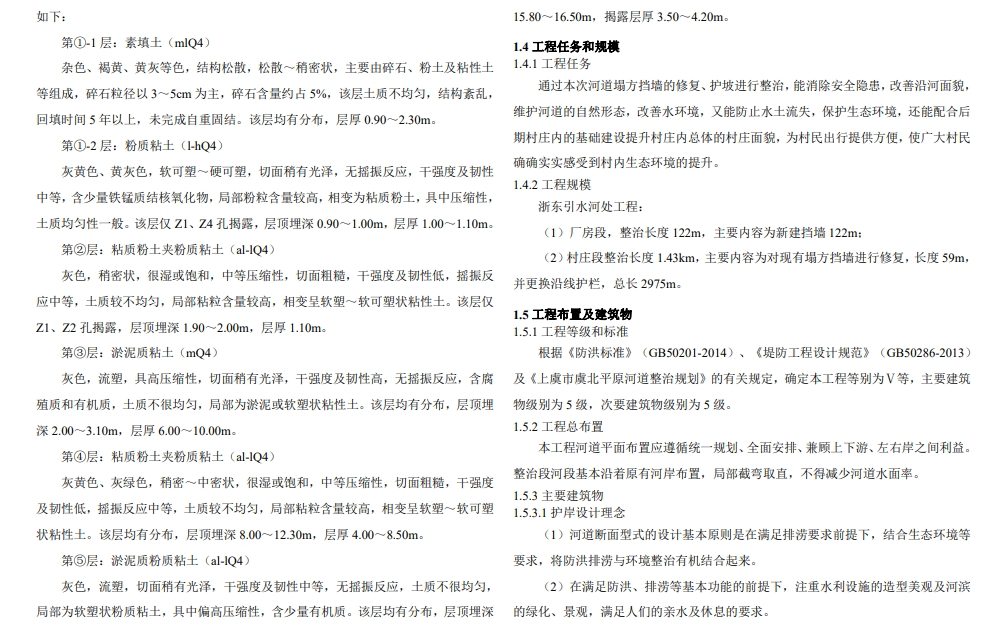 如下：
第①-1 层：素填土（mlQ4）
杂色、褐黄、黄灰等色，结构松散，松散～稍密状，主要由碎石、粉土及粘性土
等组成，碎石粒径以 3～5cm 为主，碎石含量约占 5%，该层土质不均匀，结构紊乱，
回填时间 5 年以上，未完成自重固结。该层均有分布，层厚 0.90～2.30m。
第①-2 层：粉质粘土（l-hQ4）
灰黄色、黄灰色，软可塑～硬可塑，切面稍有光泽，无摇振反应，干强度及韧性
中等，含少量铁锰质结核氧化物，局部粉粒含量较高，相变为粘质粉土，具中压缩性，
土质均匀性一般。该层仅 Z1、Z4 孔揭露，层顶埋深 0.90～1.00m，层厚 1.00～1.10m。
第②层：粘质粉土夹粉质粘土（al-lQ4）
灰色，稍密状，很湿或饱和，中等压缩性，切面粗糙，干强度及韧性低，摇振反
应中等，土质较不均匀，局部粘粒含量较高，相变呈软塑～软可塑状粘性土。该层仅
Z1、Z2 孔揭露，层顶埋深 1.90～2.00m，层厚 1.10m。
第③层：淤泥质粘土（mQ4）
灰色，流塑，具高压缩性，切面稍有光泽，干强度及韧性高，无摇振反应，含腐
殖质和有机质，土质不很均匀，局部为淤泥或软塑状粘性土。该层均有分布，层顶埋
深 2.00～3.10m，层厚 6.00～10.00m。
第④层：粘质粉土夹粉质粘土（al-lQ4）
灰黄色、灰绿色，稍密～中密状，很湿或饱和，中等压缩性，切面粗糙，干强度
及韧性低，摇振反应中等，土质较不均匀，局部粘粒含量较高，相变呈软塑～软可塑
状粘性土。该层均有分布，层顶埋深 8.00～12.30m，层厚 4.00～8.50m。
第⑤层：淤泥质粉质粘土（al-lQ4）
灰色，流塑，切面稍有光泽，干强度及韧性中等，无摇振反应，土质不很均匀，
局部为软塑状粉质粘土，具中偏高压缩性，含少量有机质。该层均有分布，层顶埋深
15.80～16.50m，揭露层厚 3.50～4.20m。
1.4 工程任务和规模
1.4.1 工程任务
通过本次河道塌方挡墙的修复、护坡进行整治，能消除安全隐患，改善沿河面貌，
维护河道的自然形态，改善水环境，又能防止水土流失，保护生态环境，还能配合后
期村庄内的基础建设提升村庄内总体的村庄面貌，为村民出行提供方便，使广大村民
确确实实感受到村内生态环境的提升。
1.4.2 工程规模
浙东引水河处工程：
（1）厂房段，整治长度 122m，主要内容为新建挡墙 122m；
（2）村庄段整治长度 1.43km，主要内容为对现有塌方挡墙进行修复，长度 59m，
并更换沿线护栏，总长 2975m。
1.5 工程布置及建筑物
1.5.1 工程等级和标准
根据《防洪标准》（GB50201-2014）、《堤防工程设计规范》（GB50286-2013）
及《上虞市虞北平原河道整治规划》的有关规定，确定本工程等别为Ⅴ等，主要建筑
物级别为 5 级，次要建筑物级别为 5 级。
1.5.2 工程总布置
本工程河道平面布置应遵循统一规划、全面安排、兼顾上下游、左右岸之间利益。
整治段河段基本沿着原有河岸布置，局部截弯取直，不得减少河道水面率。
1.5.3 主要建筑物
1.5.3.1 护岸设计理念
（1）河道断面型式的设计基本原则是在满足排涝要求前提下，结合生态环境等
要求，将防洪排涝与环境整治有机结合起来。
（2）在满足防洪、排涝等基本功能的前提下，注重水利设施的造型美观及河滨
的绿化、景观，满足人们的亲水及休息的要求。